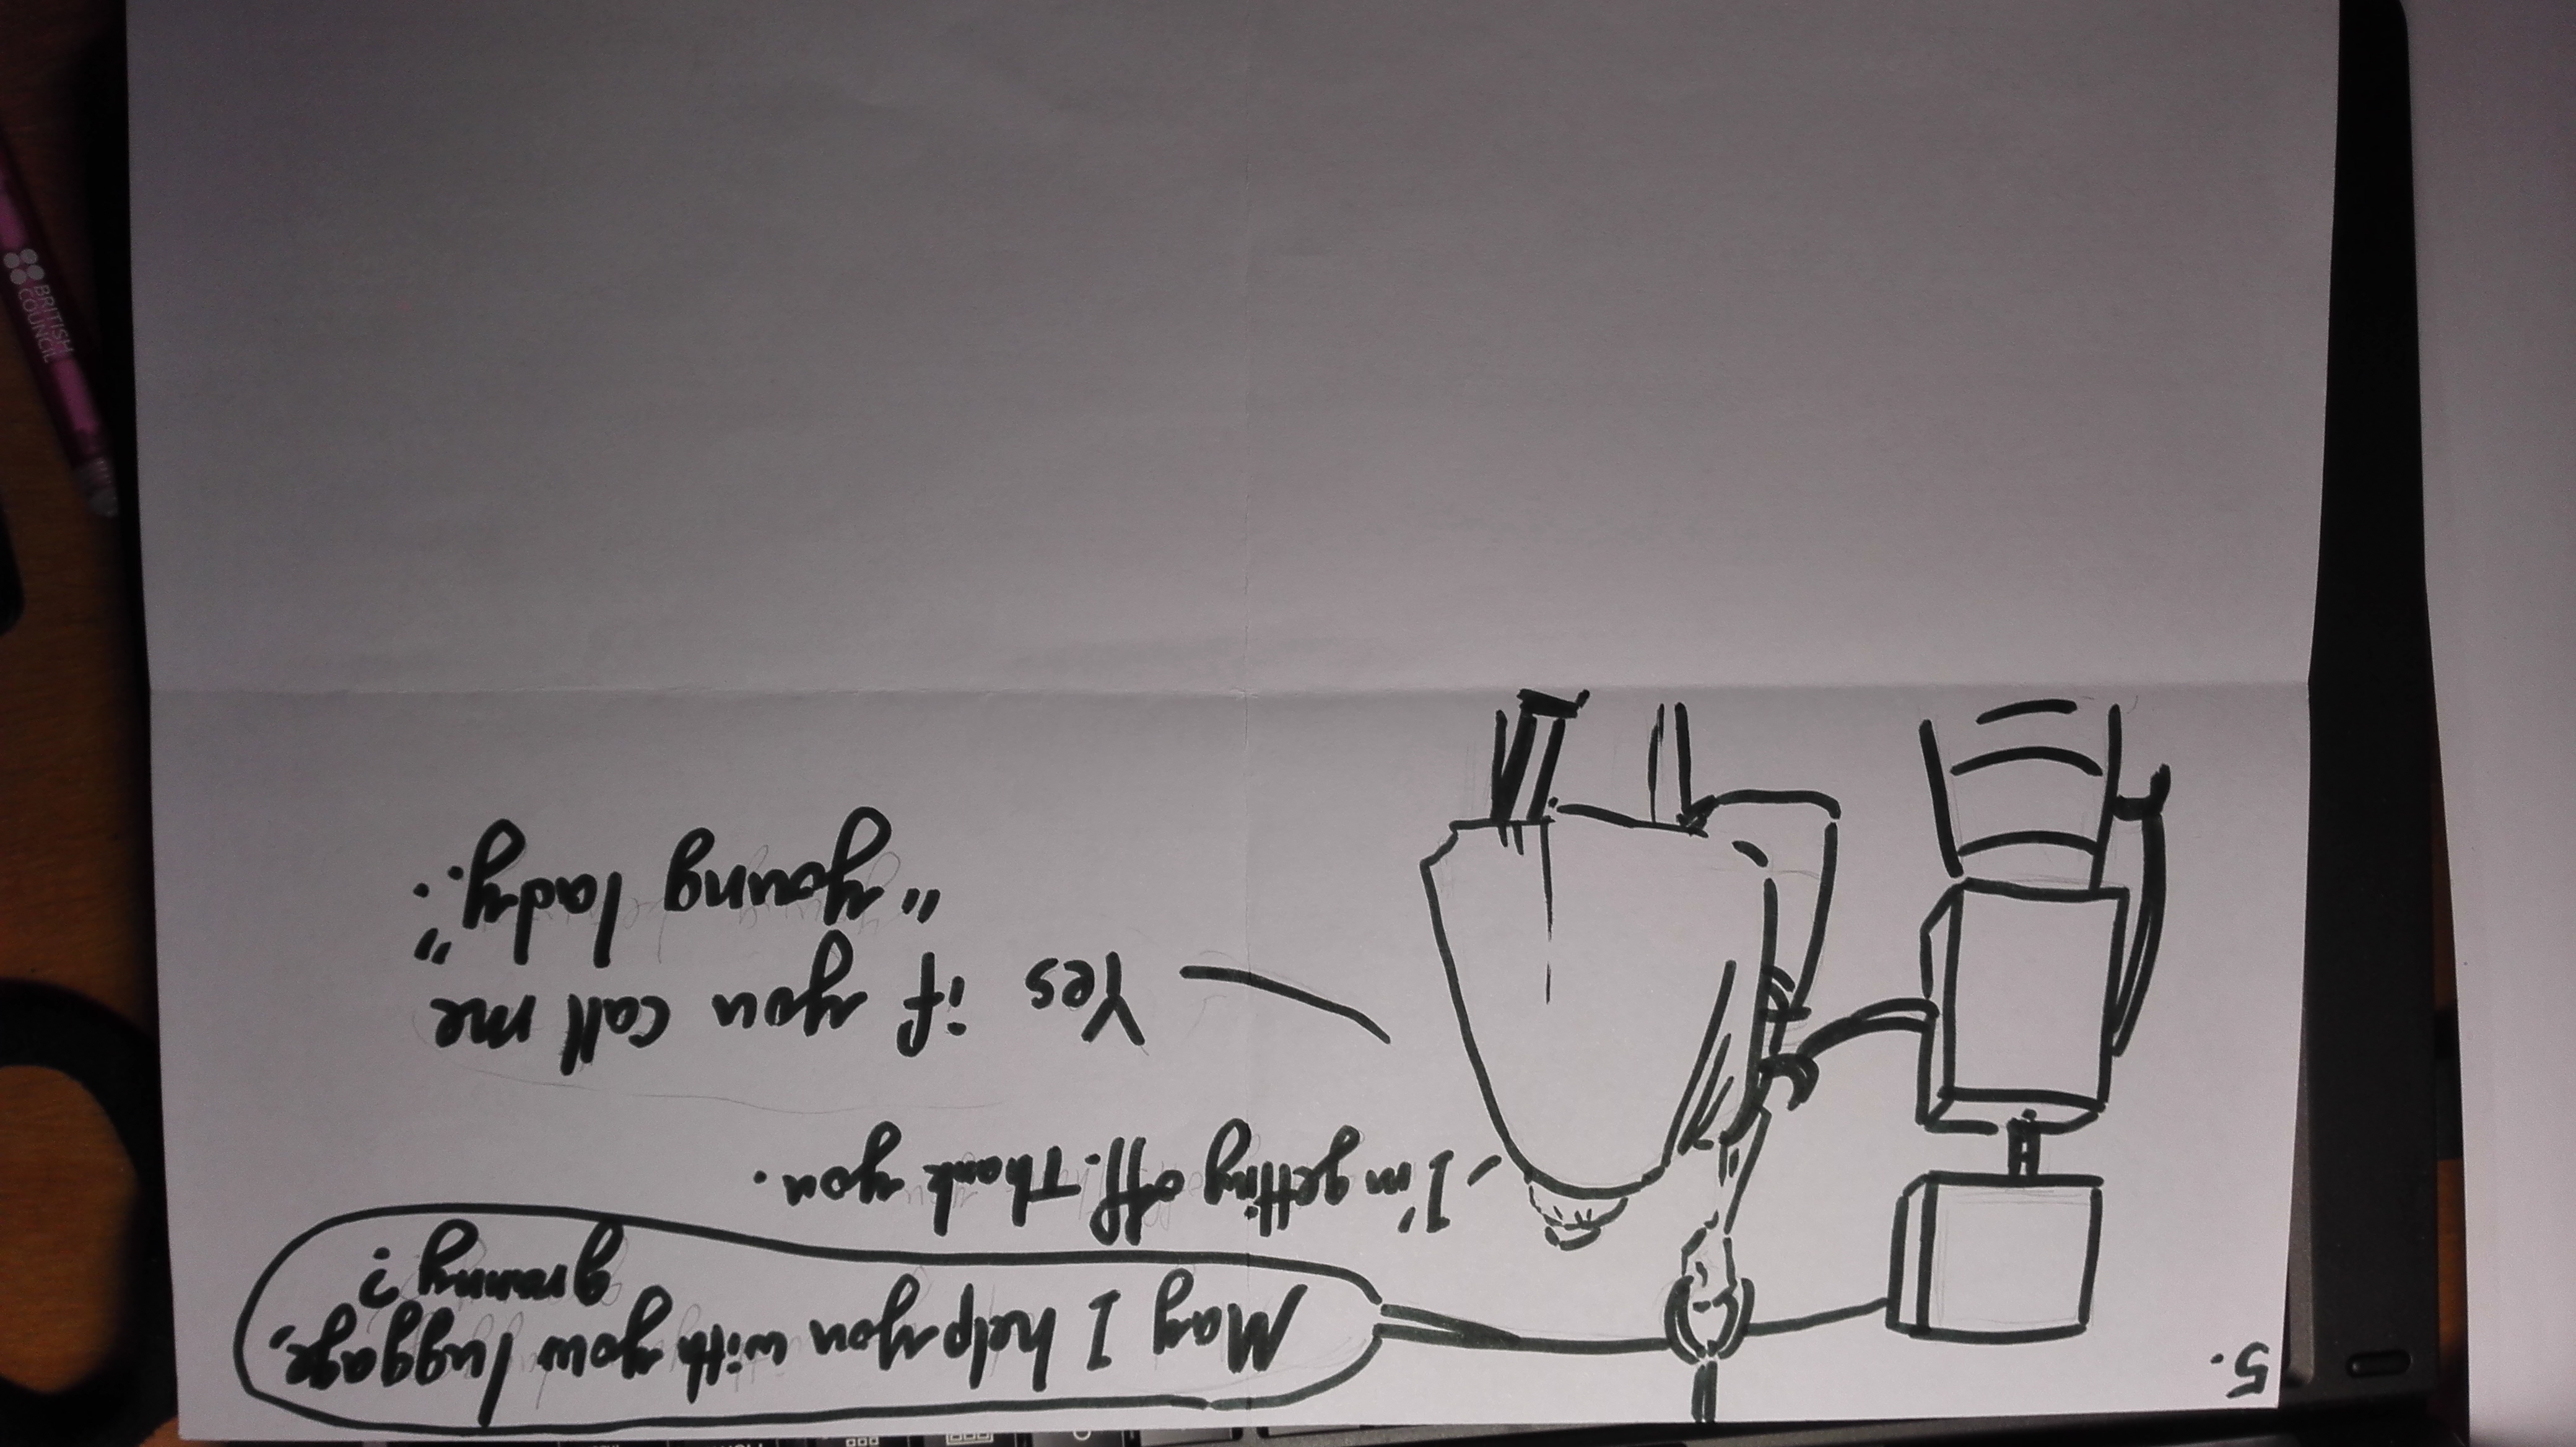 5.
May I help you with your luggage,
granny?
I'm getting off. Thank you.
Yes if you call me
"young lady."
BRITISH
COUNCIL